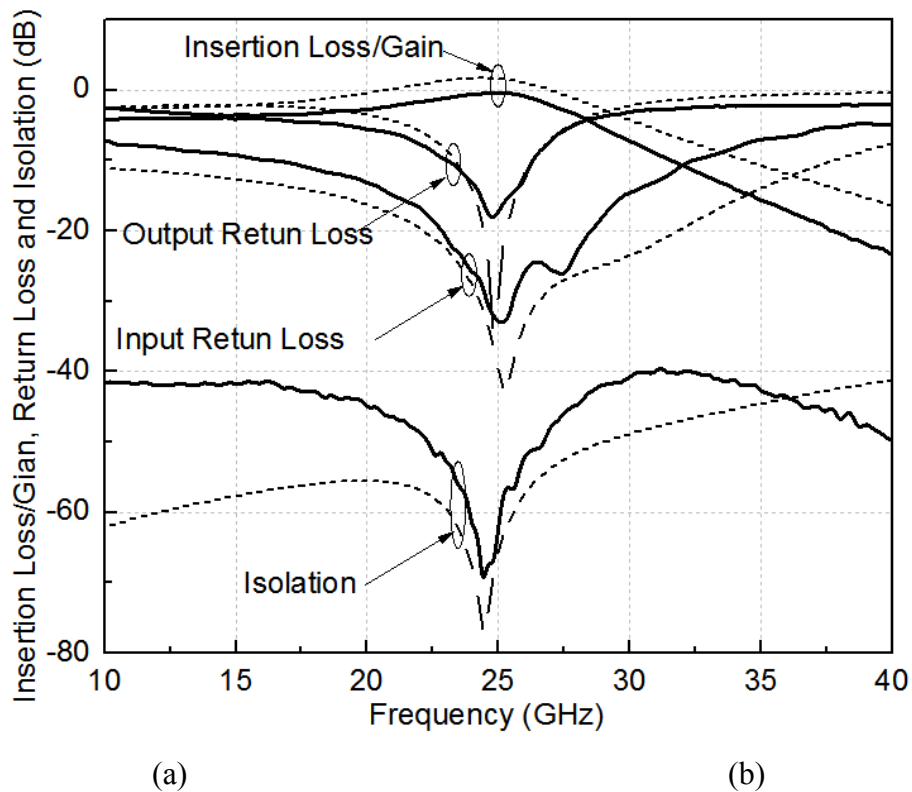 Insertion Loss/Gian, Return Loss and Isolation (dB)
Insertion Loss/Gain
0
-20
Output Retun Loss
Input Retun Loss
-40
-60
Isolation
-80
10 15 20 25 30 35 40
Frequency (GHz)
(a) (b)